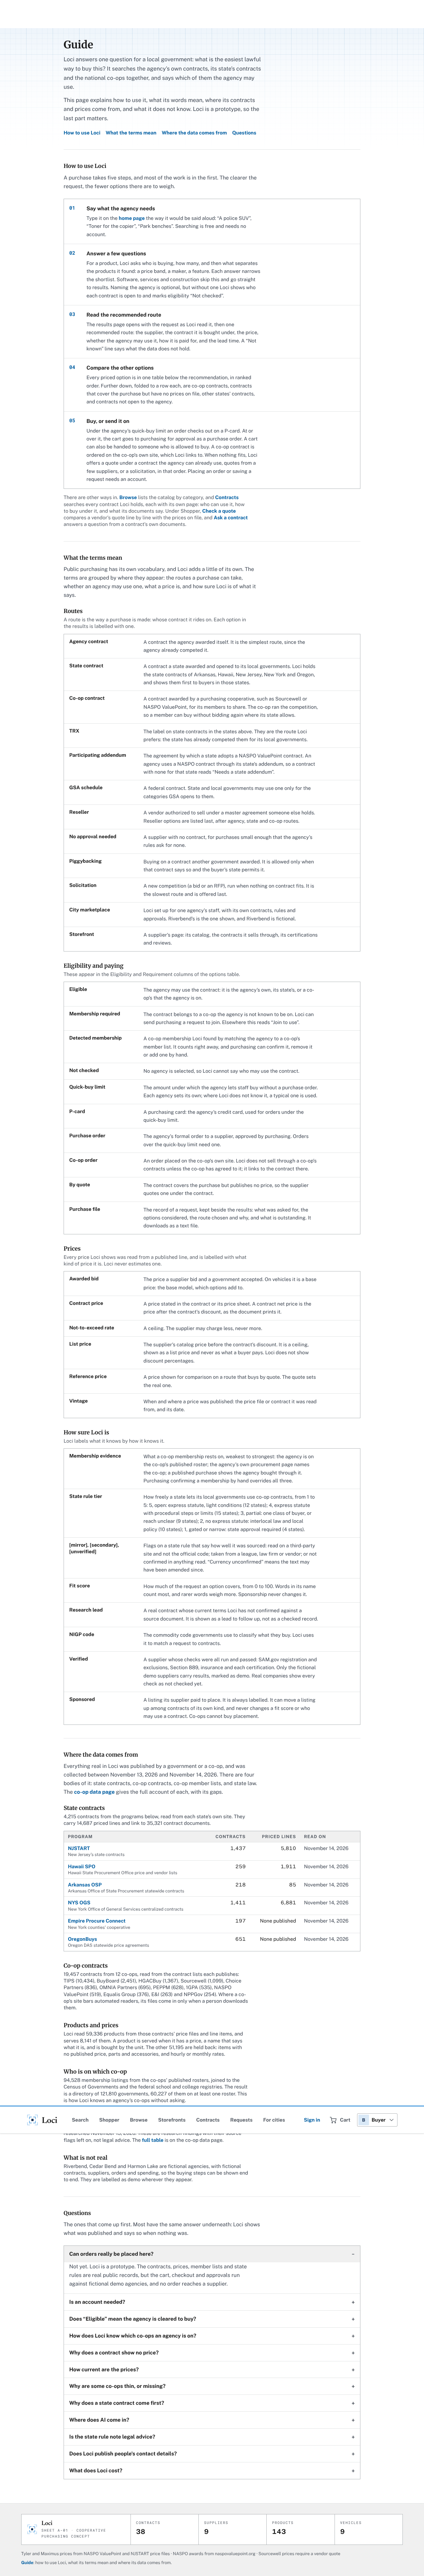 Guide
Loci answers one question for a local government: what is the easiest lawful
way to buy this? It searches the agency's own contracts, its state's contracts
and the national co-ops together, and says which of them the agency may
use.
This page explains how to use it, what its words mean, where its contracts
and prices come from, and what it does not know. Loci is a prototype, so the
last part matters.
How to use Loci What the terms mean Where the data comes from Questions
How to use Loci
A purchase takes five steps, and most of the work is in the first. The clearer the
request, the fewer options there are to weigh.
01 Say what the agency needs
Type it on the home page the way it would be said aloud: "A police SUV",
"Toner for the copier", "Park benches". Searching is free and needs no
account.
02 Answer a few questions
For a product, Loci asks who is buying, how many, and then what separates
the products it found: a price band, a maker, a feature. Each answer narrows
the shortlist. Software, services and construction skip this and go straight
to results. Naming the agency is optional, but without one Loci shows who
each contract is open to and marks eligibility "Not checked".
03 Read the recommended route
The results page opens with the request as Loci read it, then one
recommended route: the supplier, the contract it is bought under, the price,
whether the agency may use it, how it is paid for, and the lead time. A "Not
known" line says what the data does not hold.
04 Compare the other options
Every priced option is in one table below the recommendation, in ranked
order. Further down, folded to a row each, are co-op contracts, contracts
that cover the purchase but have no prices on file, other states' contracts,
and contracts not open to the agency.
05 Buy, or send it on
Under the agency's quick-buy limit an order checks out on a P-card. At or
over it, the cart goes to purchasing for approval as a purchase order. A cart
can also be handed to someone who is allowed to buy. A co-op contract is
ordered on the co-op's own site, which Loci links to. When nothing fits, Loci
offers a quote under a contract the agency can already use, quotes from a
few suppliers, or a solicitation, in that order. Placing an order or saving a
request needs an account.
There are other ways in. Browse lists the catalog by category, and Contracts
searches every contract Loci holds, each with its own page: who can use it, how
to buy under it, and what its documents say. Under Shopper, Check a quote
compares a vendor's quote line by line with the prices on file, and Ask a contract
answers a question from a contract's own documents.
What the terms mean
Public purchasing has its own vocabulary, and Loci adds a little of its own. The
terms are grouped by where they appear: the routes a purchase can take,
whether an agency may use one, what a price is, and how sure Loci is of what it
says.
Routes
A route is the way a purchase is made: whose contract it rides on. Each option in
the results is labelled with one.
Agency contract A contract the agency awarded itself. It is the simplest route, since the
agency already competed it.
State contract A contract a state awarded and opened to its local governments. Loci holds
the state contracts of Arkansas, Hawaii, New Jersey, New York and Oregon,
and shows them first to buyers in those states.
Co-op contract A contract awarded by a purchasing cooperative, such as Sourcewell or
NASPO ValuePoint, for its members to share. The co-op ran the competition,
so a member can buy without bidding again where its state allows.
TRX The label on state contracts in the states above. They are the route Loci
prefers: the state has already competed them for its local governments.
Participating addendum The agreement by which a state adopts a NASPO ValuePoint contract. An
agency uses a NASPO contract through its state's addendum, so a contract
with none for that state reads "Needs a state addendum".
GSA schedule A federal contract. State and local governments may use one only for the
categories GSA opens to them.
Reseller A vendor authorized to sell under a master agreement someone else holds.
Reseller options are listed last, after agency, state and co-op routes.
No approval needed A supplier with no contract, for purchases small enough that the agency's
rules ask for none.
Piggybacking Buying on a contract another government awarded. It is allowed only when
that contract says so and the buyer's state permits it.
Solicitation A new competition (a bid or an RFP), run when nothing on contract fits. It is
the slowest route and is offered last.
City marketplace Loci set up for one agency's staff, with its own contracts, rules and
approvals. Riverbend's is the one shown, and Riverbend is fictional.
Storefront A supplier's page: its catalog, the contracts it sells through, its certifications
and reviews.
Eligibility and paying
These appear in the Eligibility and Requirement columns of the options table.
Eligible The agency may use the contract: it is the agency's own, its state's, or a co-
op's that the agency is on.
Membership required The contract belongs to a co-op the agency is not known to be on. Loci can
send purchasing a request to join. Elsewhere this reads "Join to use".
Detected membership A co-op membership Loci found by matching the agency to a co-op's
member list. It counts right away, and purchasing can confirm it, remove it
or add one by hand.
Not checked No agency is selected, so Loci cannot say who may use the contract.
Quick-buy limit The amount under which the agency lets staff buy without a purchase order.
Each agency sets its own; where Loci does not know it, a typical one is used.
P-card A purchasing card: the agency's credit card, used for orders under the
quick-buy limit.
Purchase order The agency's formal order to a supplier, approved by purchasing. Orders
over the quick-buy limit need one.
Co-op order An order placed on the co-op's own site. Loci does not sell through a co-op's
contracts unless the co-op has agreed to it; it links to the contract there.
By quote The contract covers the purchase but publishes no price, so the supplier
quotes one under the contract.
Purchase file The record of a request, kept beside the results: what was asked for, the
options considered, the route chosen and why, and what is outstanding. It
downloads as a text file.
Prices
Every price Loci shows was read from a published line, and is labelled with what
kind of price it is. Loci never estimates one.
Awarded bid The price a supplier bid and a government accepted. On vehicles it is a base
price: the base model, which options add to.
Contract price A price stated in the contract or its price sheet. A contract net price is the
price after the contract's discount, as the document prints it.
Not-to-exceed rate A ceiling. The supplier may charge less, never more.
List price The supplier's catalog price before the contract's discount. It is a ceiling,
shown as a list price and never as what a buyer pays. Loci does not show
discount percentages.
Reference price A price shown for comparison on a route that buys by quote. The quote sets
the real one.
Vintage When and where a price was published: the price file or contract it was read
from, and its date.
How sure Loci is
Loci labels what it knows by how it knows it.
Membership evidence What a co-op membership rests on, weakest to strongest: the agency is on
the co-op's published roster; the agency's own procurement page names
the co-op; a published purchase shows the agency bought through it.
Purchasing confirming a membership by hand overrides all three.
State rule tier How freely a state lets its local governments use co-op contracts, from 1 to
5: 5, open: express statute, light conditions (12 states); 4, express statute
with procedural steps or limits (15 states); 3, partial: one class of buyer, or
reach unclear (9 states); 2, no express statute: interlocal law and local
policy (10 states); 1, gated or narrow: state approval required (4 states).
[mirror], [secondary],
[unverified] Flags on a state rule that say how well it was sourced: read on a third-party
site and not the official code; taken from a league, law firm or vendor; or not
confirmed in anything read. "Currency unconfirmed" means the text may
have been amended since.
Fit score How much of the request an option covers, from 0 to 100. Words in its name
count most, and rarer words weigh more. Sponsorship never changes it.
Research lead A real contract whose current terms Loci has not confirmed against a
source document. It is shown as a lead to follow up, not as a checked record.
NIGP code The commodity code governments use to classify what they buy. Loci uses
it to match a request to contracts.
Verified A supplier whose checks were all run and passed: SAM.gov registration and
exclusions, Section 889, insurance and each certification. Only the fictional
demo suppliers carry results, marked as demo. Real companies show every
check as not checked yet.
Sponsored A listing its supplier paid to place. It is always labelled. It can move a listing
up among contracts of its own kind, and never changes a fit score or who
may use a contract. Co-ops cannot buy placement.
Where the data comes from
Everything real in Loci was published by a government or a co-op, and was
collected between November 13, 2026 and November 14, 2026. There are four
bodies of it: state contracts, co-op contracts, co-op member lists, and state law.
The co-op data page gives the full account of each, with its gaps.
State contracts
4,215 contracts from the programs below, read from each state's own site. They
carry 14,687 priced lines and link to 35,321 contract documents.
PROGRAM CONTRACTS PRICED LINES READ ON
NJSTART 1,437 5,810 November 14, 2026
New Jersey's state contracts
Hawaii SPO 259 1,911 November 14, 2026
Hawaii State Procurement Office price and vendor lists
Arkansas OSP 218 85 November 14, 2026
Arkansas Office of State Procurement statewide contracts
NYS OGS 1,411 6,881 November 14, 2026
New York Office of General Services centralized contracts
Empire Procure Connect 197 None published November 14, 2026
New York counties' cooperative
OregonBuys 651 None published November 14, 2026
Oregon DAS statewide price agreements
Co-op contracts
19,457 contracts from 12 co-ops, read from the contract lists each publishes:
TIPS (10,434), BuyBoard (2,451), HGACBuy (1,367), Sourcewell (1,099), Choice
Partners (836), OMNIA Partners (695), PEPPM (628), 1GPA (535), NASPO
ValuePoint (519), Equalis Group (376), E&I (263) and NPPGov (254). Where a co-
op's site bars automated readers, its files come in only when a person downloads
them.
Products and prices
Loci read 59,336 products from those contracts' price files and line items, and
serves 8,141 of them. A product is served when it has a price, a name that says
what it is, and a single unit to buy. The other 51,195 are held back: items with
no published price, parts and accessories, and hourly or monthly rates.
Who is on which co-op
94,528 membership listings from the co-ops' published rosters, joined to the
Census of Governments and the federal school and college registries. The result
is a directory of 121,810 governments, 60,227 of them on at least one roster. This
is how Loci knows an agency's co-ops without asking.
Loci Search Shopper Browse Storefronts Contracts Requests For cities Sign in Cart B Buyer
flags left on, not legal advice. The full table is on the co-op data page.
What is not real
Riverbend, Cedar Bend and Harmon Lake are fictional agencies, with fictional
contracts, suppliers, orders and spending, so the buying steps can be shown end
to end. They are labelled as demo wherever they appear.
Questions
The ones that come up first. Most have the same answer underneath: Loci shows
what was published and says so when nothing was.
Can orders really be placed here? −
Not yet. Loci is a prototype. The contracts, prices, member lists and state
rules are real public records, but the cart, checkout and approvals run
against fictional demo agencies, and no order reaches a supplier.
Is an account needed? +
Does "Eligible" mean the agency is cleared to buy? +
How does Loci know which co-ops an agency is on? +
Why does a contract show no price? +
How current are the prices? +
Why are some co-ops thin, or missing? +
Why does a state contract come first? +
Where does AI come in? +
Is the state rule note legal advice? +
Does Loci publish people's contact details? +
What does Loci cost? +
Loci
SHEET A-01 · COOPERATIVE
PURCHASING CONCEPT
CONTRACTS
38
SUPPLIERS
9
PRODUCTS
143
VEHICLES
9
Tyler and Maximus prices from NASPO ValuePoint and NJSTART price files · NASPO awards from naspovaluepoint.org · Sourcewell prices require a vendor quote
Guide: how to use Loci, what its terms mean and where its data comes from.